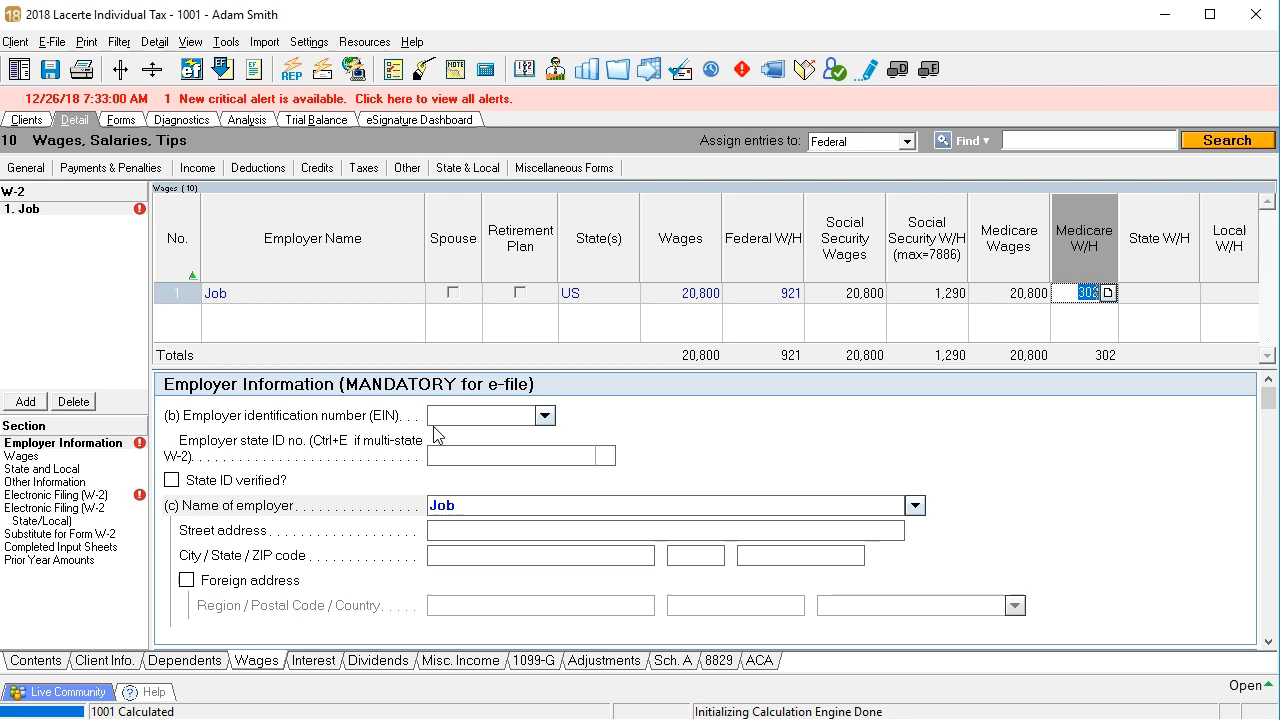 18 2018 Lacerte Individual Tax - 1001 - Adam Smith
Client E-File Print Filter Detail View Tools Import Settings Resources Help
REP NOTE
12/26/18 7:33:00 AM 1 New critical alert is available. Click here to view all alerts.
Clients Detail Forms Diagnostics Analysis Trial Balance eSignature Dashboard
10 Wages, Salaries, Tips Assign entries to: Federal Find Search
General Payments & Penalties Income Deductions Credits Taxes Other State & Local Miscellaneous Forms
W-2
1. Job
Wages (10)
No. Employer Name Spouse Retirement Plan State(s) Wages Federal W/H Social Security Wages Social Security W/H (max=7886) Medicare Wages Medicare W/H State W/H Local W/H
1 Job US 20,800 921 20,800 1,290 20,800 302
Totals 20,800 921 20,800 1,290 20,800 302
Add Delete
Section
Employer Information
Wages
State and Local
Other Information
Electronic Filing (W-2)
Electronic Filing (W-2
State/Local)
Substitute for Form W-2
Completed Input Sheets
Prior Year Amounts
Employer Information (MANDATORY for e-file)
(b) Employer identification number (EIN). . .
Employer state ID no. (Ctrl+E if multi-state
W-2). . . . . . . . . . . . . . . . . . . . . . . . . . . .
State ID verified?
(c) Name of employer. . . . . . . . . . . . . . . Job
Street address. . . . . . . . . . . . . . . . . .
City / State / ZIP code . . . . . . . . . . . . .
Foreign address
Region / Postal Code / Country. . . . .
Contents Client Info. Dependents Wages Interest Dividends Misc. Income 1099-G Adjustments Sch. A 8829 ACA
Open
Live Community Help
1001 Calculated Initializing Calculation Engine Done